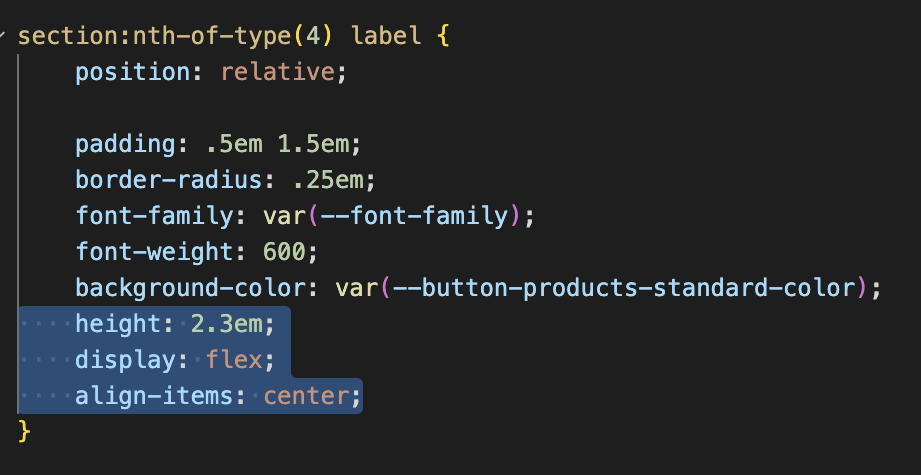 section:nth-of-type(4) label {
position: relative;
padding: .5em 1.5em;
border-radius: .25em;
font-family: var(--font-family);
font-weight: 600;
background-color: var(--button-products-standard-color);
height: 2.3em;
display: flex;
align-items: center;
}